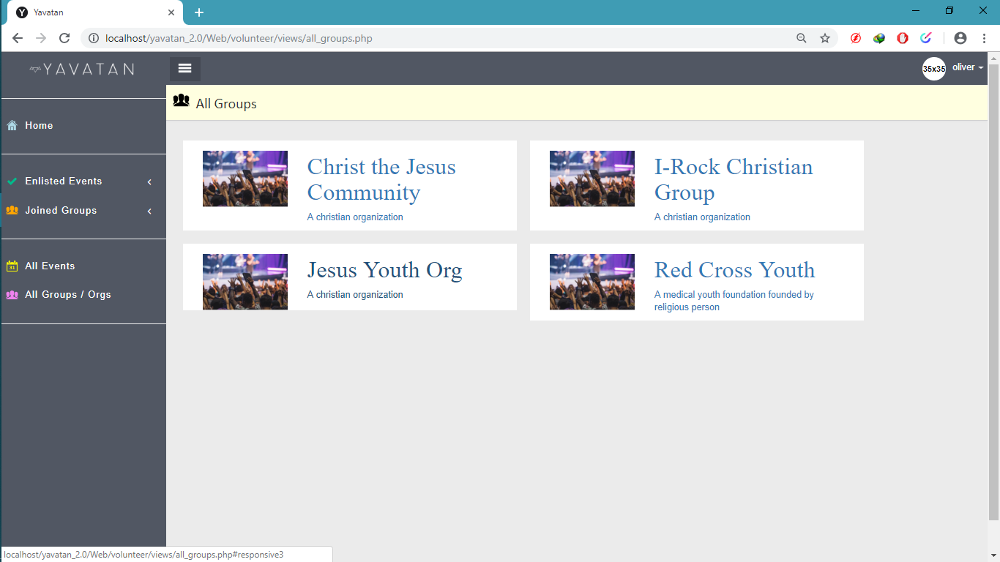 Yavatan
localhost/yavatan_2.0/Web/volunteer/views/all_groups.php
YAVATAN
35x35
oliver
All Groups
Home
Enlisted Events
Joined Groups
31
All Events
All Groups / Orgs
Christ the Jesus
Community
A christian organization
I-Rock Christian
Group
A christian organization
Jesus Youth Org
A christian organization
Red Cross Youth
A medical youth foundation founded by
religious person
localhost/yavatan_2.0/Web/volunteer/views/all_groups.php#responsive3